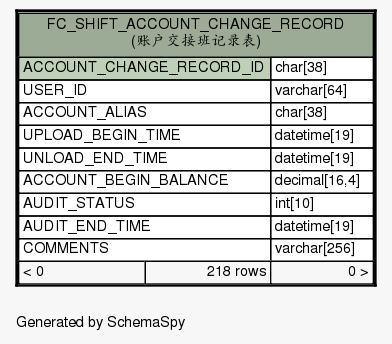 FC_SHIFT_ACCOUNT_CHANGE_RECORD
(账户交接班记录表)
ACCOUNT_CHANGE_RECORD_ID char[38]
USER_ID varchar[64]
ACCOUNT_ALIAS char[38]
UPLOAD_BEGIN_TIME datetime[19]
UNLOAD_END_TIME datetime[19]
ACCOUNT_BEGIN_BALANCE decimal[16,4]
AUDIT_STATUS int[10]
AUDIT_END_TIME datetime[19]
COMMENTS varchar[256]
< 0 218 rows 0 >
Generated by SchemaSpy